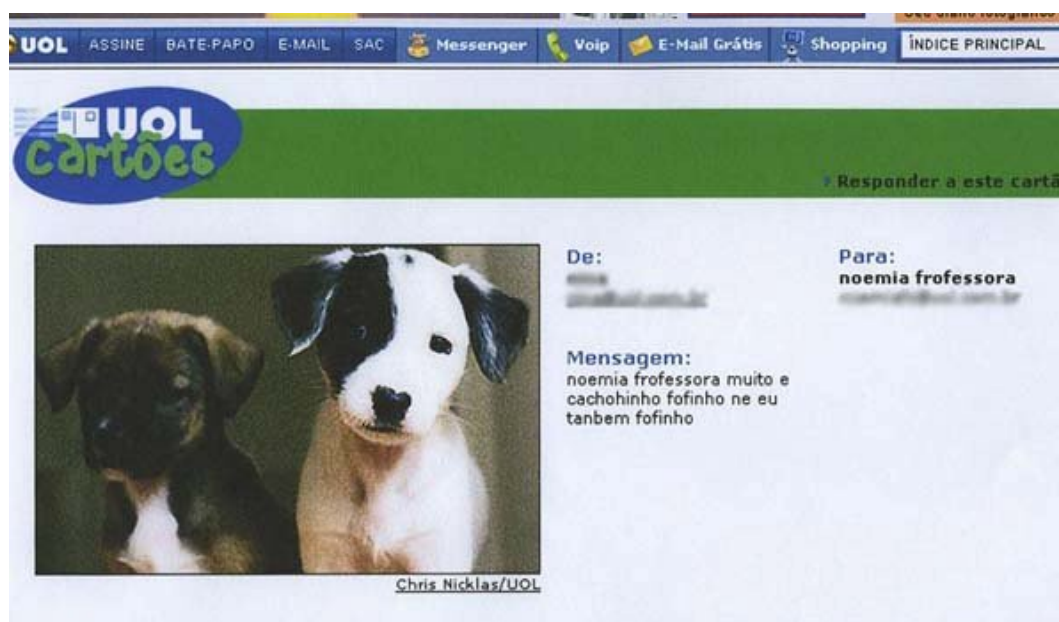 UOL ASSINE BATE-PAPO E-MAIL SAC Messenger Voip E-Mail Grátis Shopping ÍNDICE PRINCIPAL
UOL
cartões
Responder a este cartã
De:
Para:
noemia frofessora
Mensagem:
noemia frofessora muito e
cachohinho fofinho ne eu
tanbem fofinho
Chris Nicklas/UOL